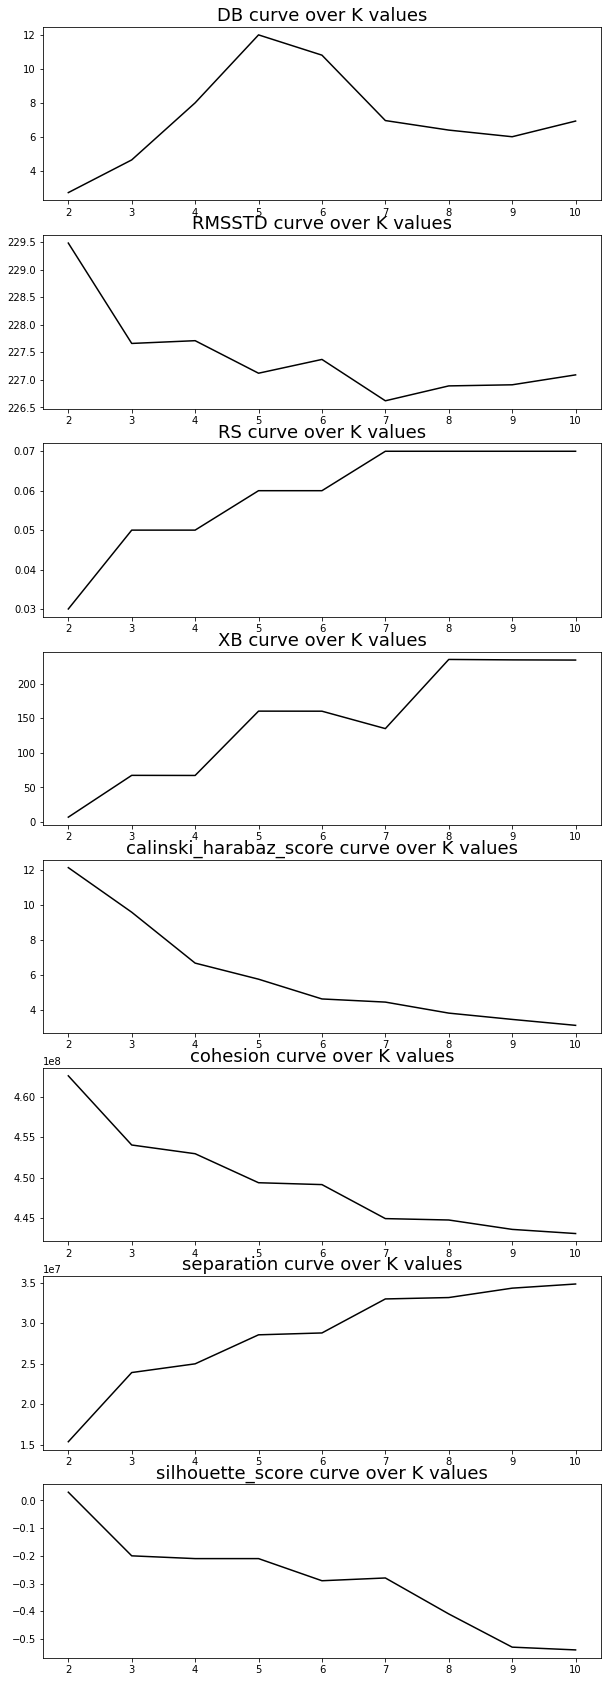 DB curve over K values
12
10
8
6
4
2 3 4 5 6 7 8 9 10
RMSSTD curve over K values
229.5
229.0
228.5
228.0
227.5
227.0
226.5
2 3 4 5 6 7 8 9 10
RS curve over K values
0.07
0.06
0.05
0.04
0.03
2 3 4 5 6 7 8 9 10
XB curve over K values
200
150
100
50
0
2 3 4 5 6 7 8 9 10
calinski_harabaz_score curve over K values
12
10
8
6
4
2 3 4 5 6 7 8 9 10
cohesion curve over K values
1e8
4.60
4.55
4.50
4.45
2 3 4 5 6 7 8 9 10
separation curve over K values
1e7
3.5
3.0
2.5
2.0
1.5
2 3 4 5 6 7 8 9 10
silhouette_score curve over K values
0.0
−0.1
−0.2
−0.3
−0.4
−0.5
2 3 4 5 6 7 8 9 10